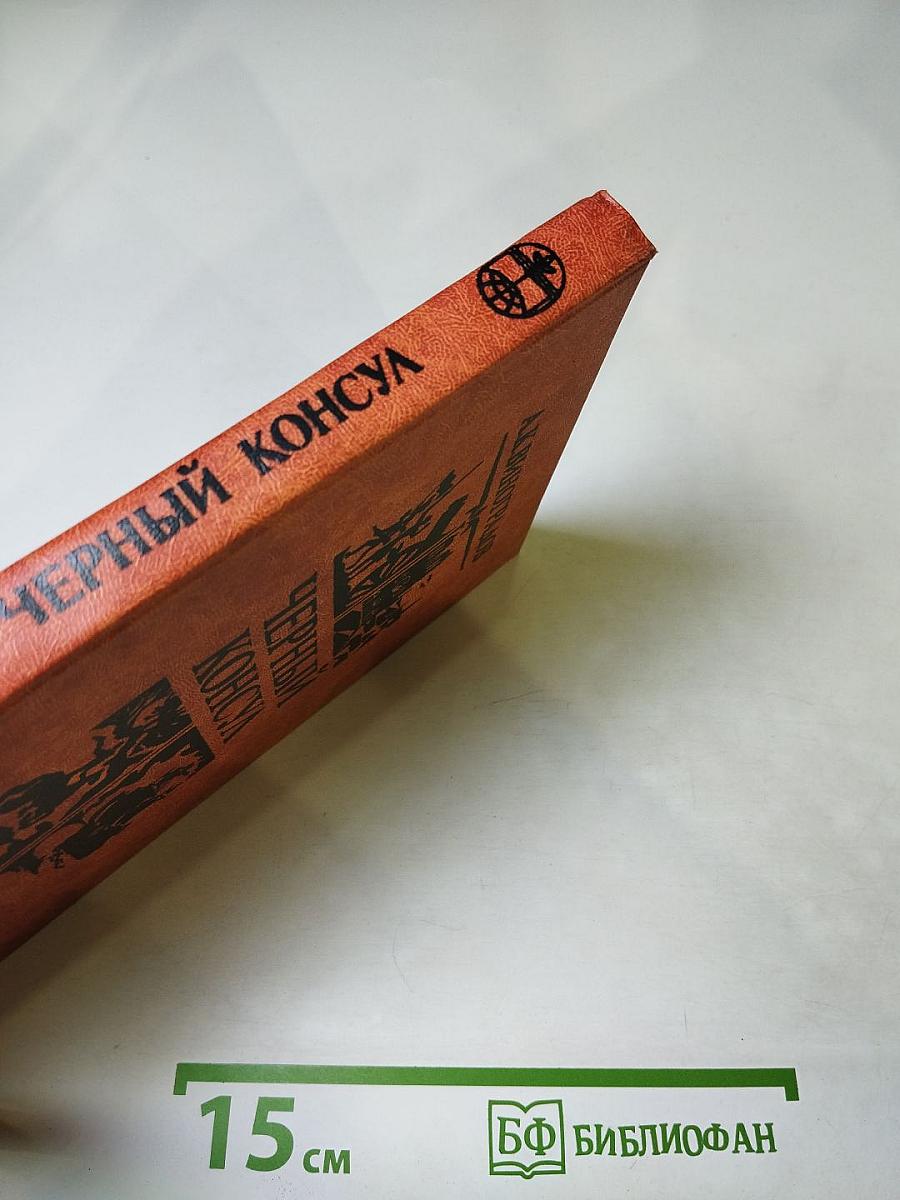 ЧЕРНЫЙ КОНСУЛ
ЧЕРНЫЙ
КОНСУЛ
15 см
БФ БИБЛИОФАН